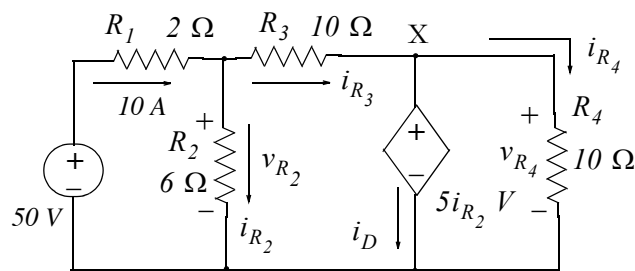 R1 2 Ω R3 10 Ω X
iR4
10 A iR3
+ + R4
+ R2 vR2 + vR4 10 Ω
− 6 Ω −
50 V − iR2 iD 5iR2 V −